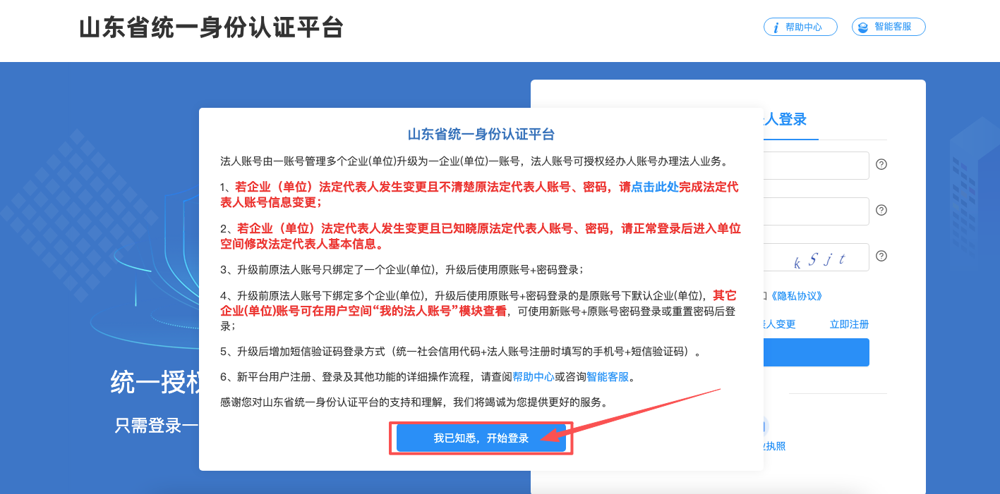 山东省统一身份认证平台
帮助中心
智能客服
人登录
山东省统一身份认证平台
法人账号由一账号管理多个企业(单位)升级为一企业(单位)一账号，法人账号可授权经办人账号办理法人业务。
1、若企业（单位）法定代表人发生变更且不清楚原法定代表人账号、密码，请点击此处完成法定代
表人账号信息变更；
2、若企业（单位）法定代表人发生变更且已知晓原法定代表人账号、密码，请正常登录后进入单位
空间修改法定代表人基本信息。
3、升级前原法人账号只绑定了一个企业(单位)，升级后使用原账号+密码登录；
4、升级前原法人账号下绑定多个企业(单位)，升级后使用原账号+密码登录的是原账号下默认企业(单位)，其它
企业(单位)账号可在用户空间“我的法人账号”模块查看，可使用新账号+原账号密码登录或重置密码后登
录；
5、升级后增加短信验证码登录方式（统一社会信用代码+法人账号注册时填写的手机号+短信验证码）。
6、新平台用户注册、登录及其他功能的详细操作流程，请查阅帮助中心或咨询智能客服。
感谢您对山东省统一身份认证平台的支持和理解，我们将竭诚为您提供更好的服务。
我已知悉，开始登录
kSjt
《隐私协议》
人变更
立即注册
统一授权
只需登录一
执照